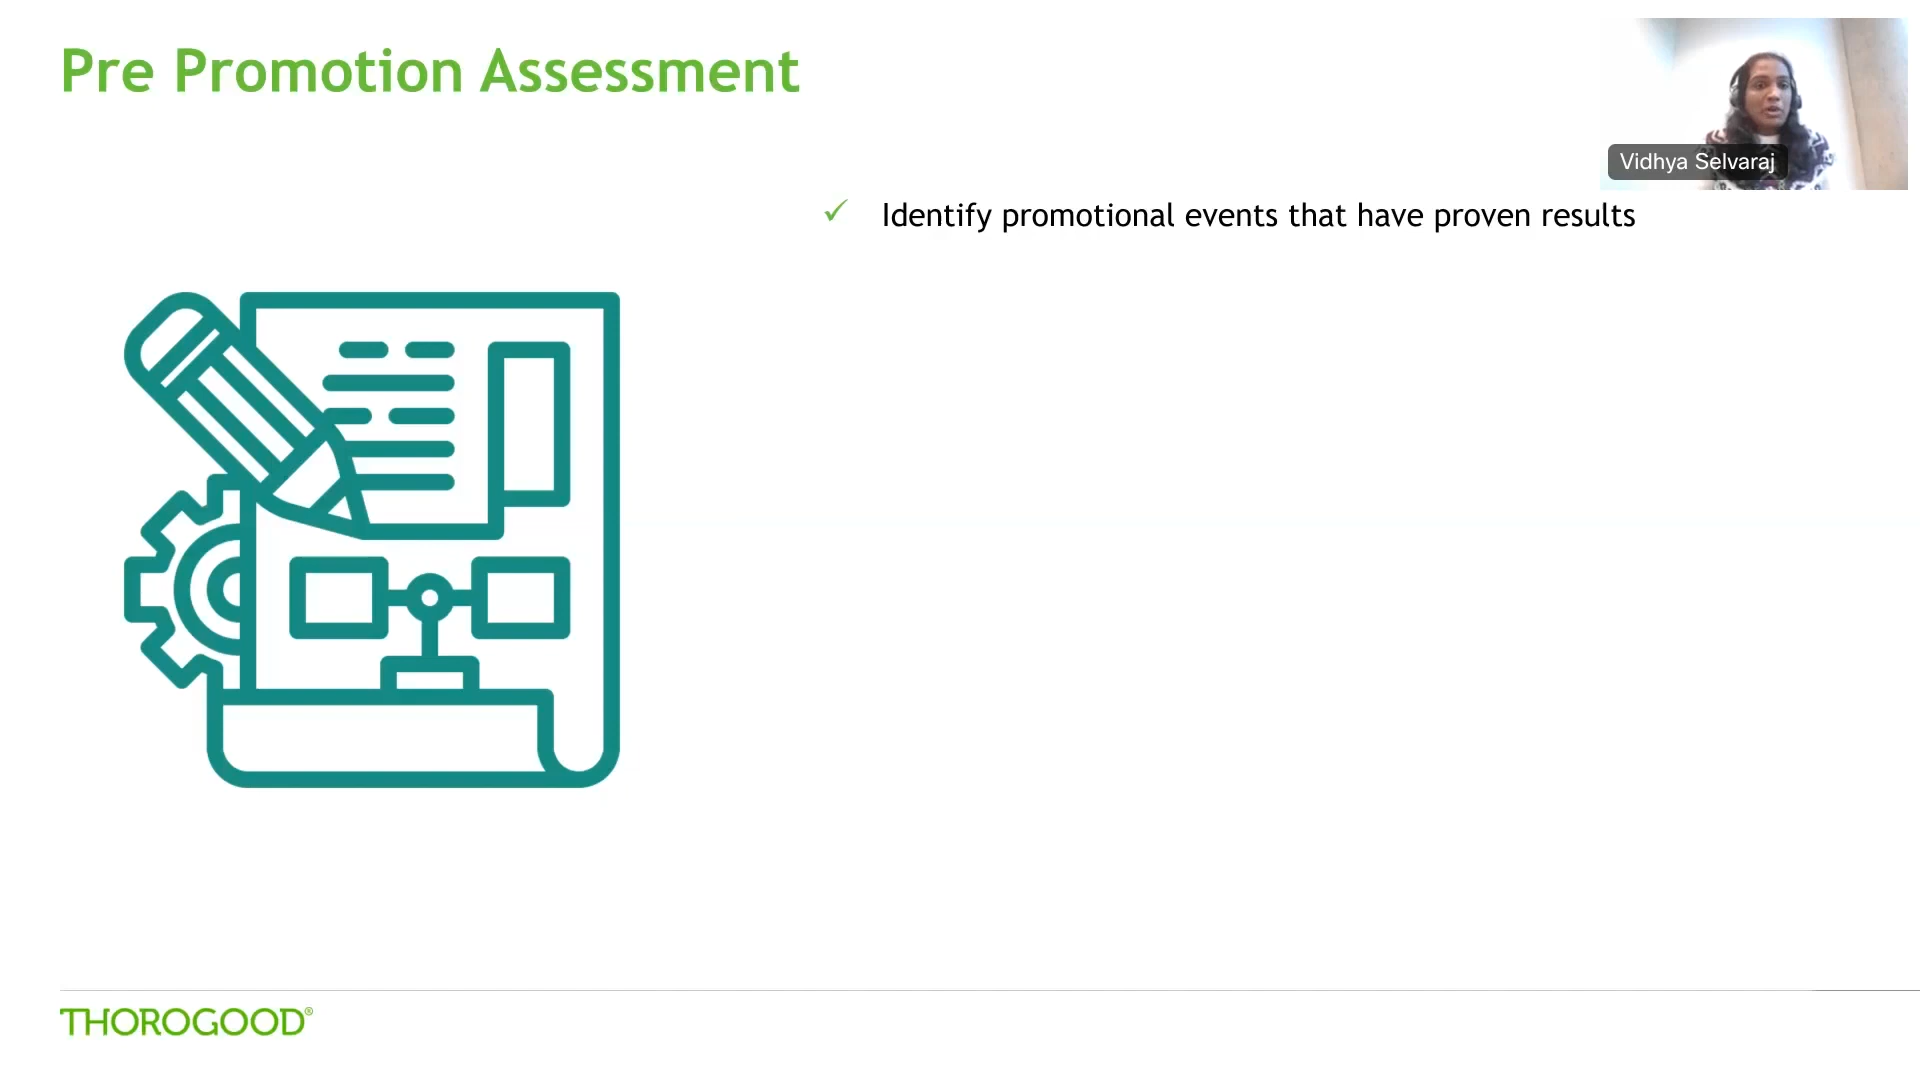 Pre Promotion Assessment
Vidhya Selvaraj
✓ Identify promotional events that have proven results
THOROGOOD®